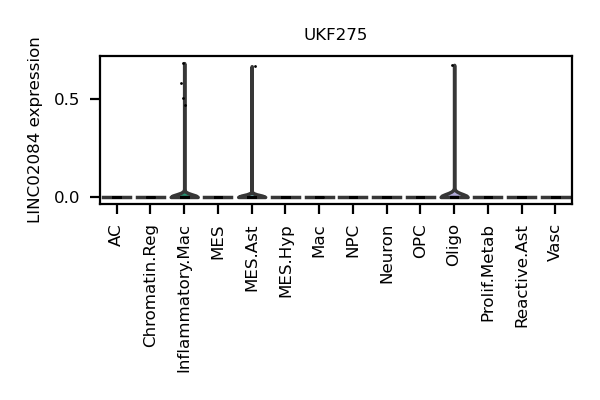 UKF275
LINC02084 expression
0.5
0.0
AC
Chromatin.Reg
Inflammatory.Mac
MES
MES.Ast
MES.Hyp
Mac
NPC
Neuron
OPC
Oligo
Prolif.Metab
Reactive.Ast
Vasc